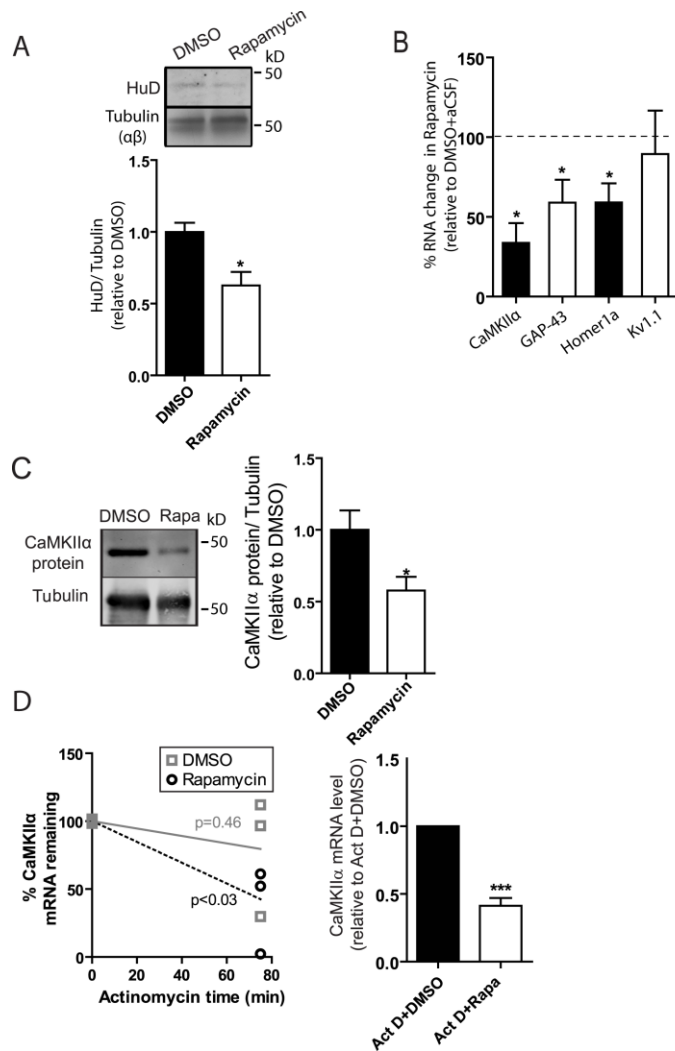 A
DMSO
Rapamycin
kD
HuD
50
Tubulin
(αβ)
50
HuD/Tubulin
(relative to DMSO)
1.0
*
0.5
0.0
DMSO
Rapamycin
B
% RNA change in Rapamycin
(relative to DMSO+aCSF)
150
100
50
0
*
*
*
CaMKIIα
GAP-43
Homer1a
Kv1.1
C
DMSO Rapa kD
CaMKIIα
protein
50
Tubulin
50
CaMKIIα protein/ Tubulin
(relative to DMSO)
1.0
*
0.5
0.0
DMSO
Rapamycin
D
% CaMKIIα
mRNA remaining
150
100
50
0
DMSO
Rapamycin
p=0.46
p<0.03
0 20 40 60 80
Actinomycin time (min)
CaMKIIα mRNA level
(relative to Act D+DMSO)
1.5
1.0
0.5
0.0
***
Act D+DMSO
Act D+Rapa